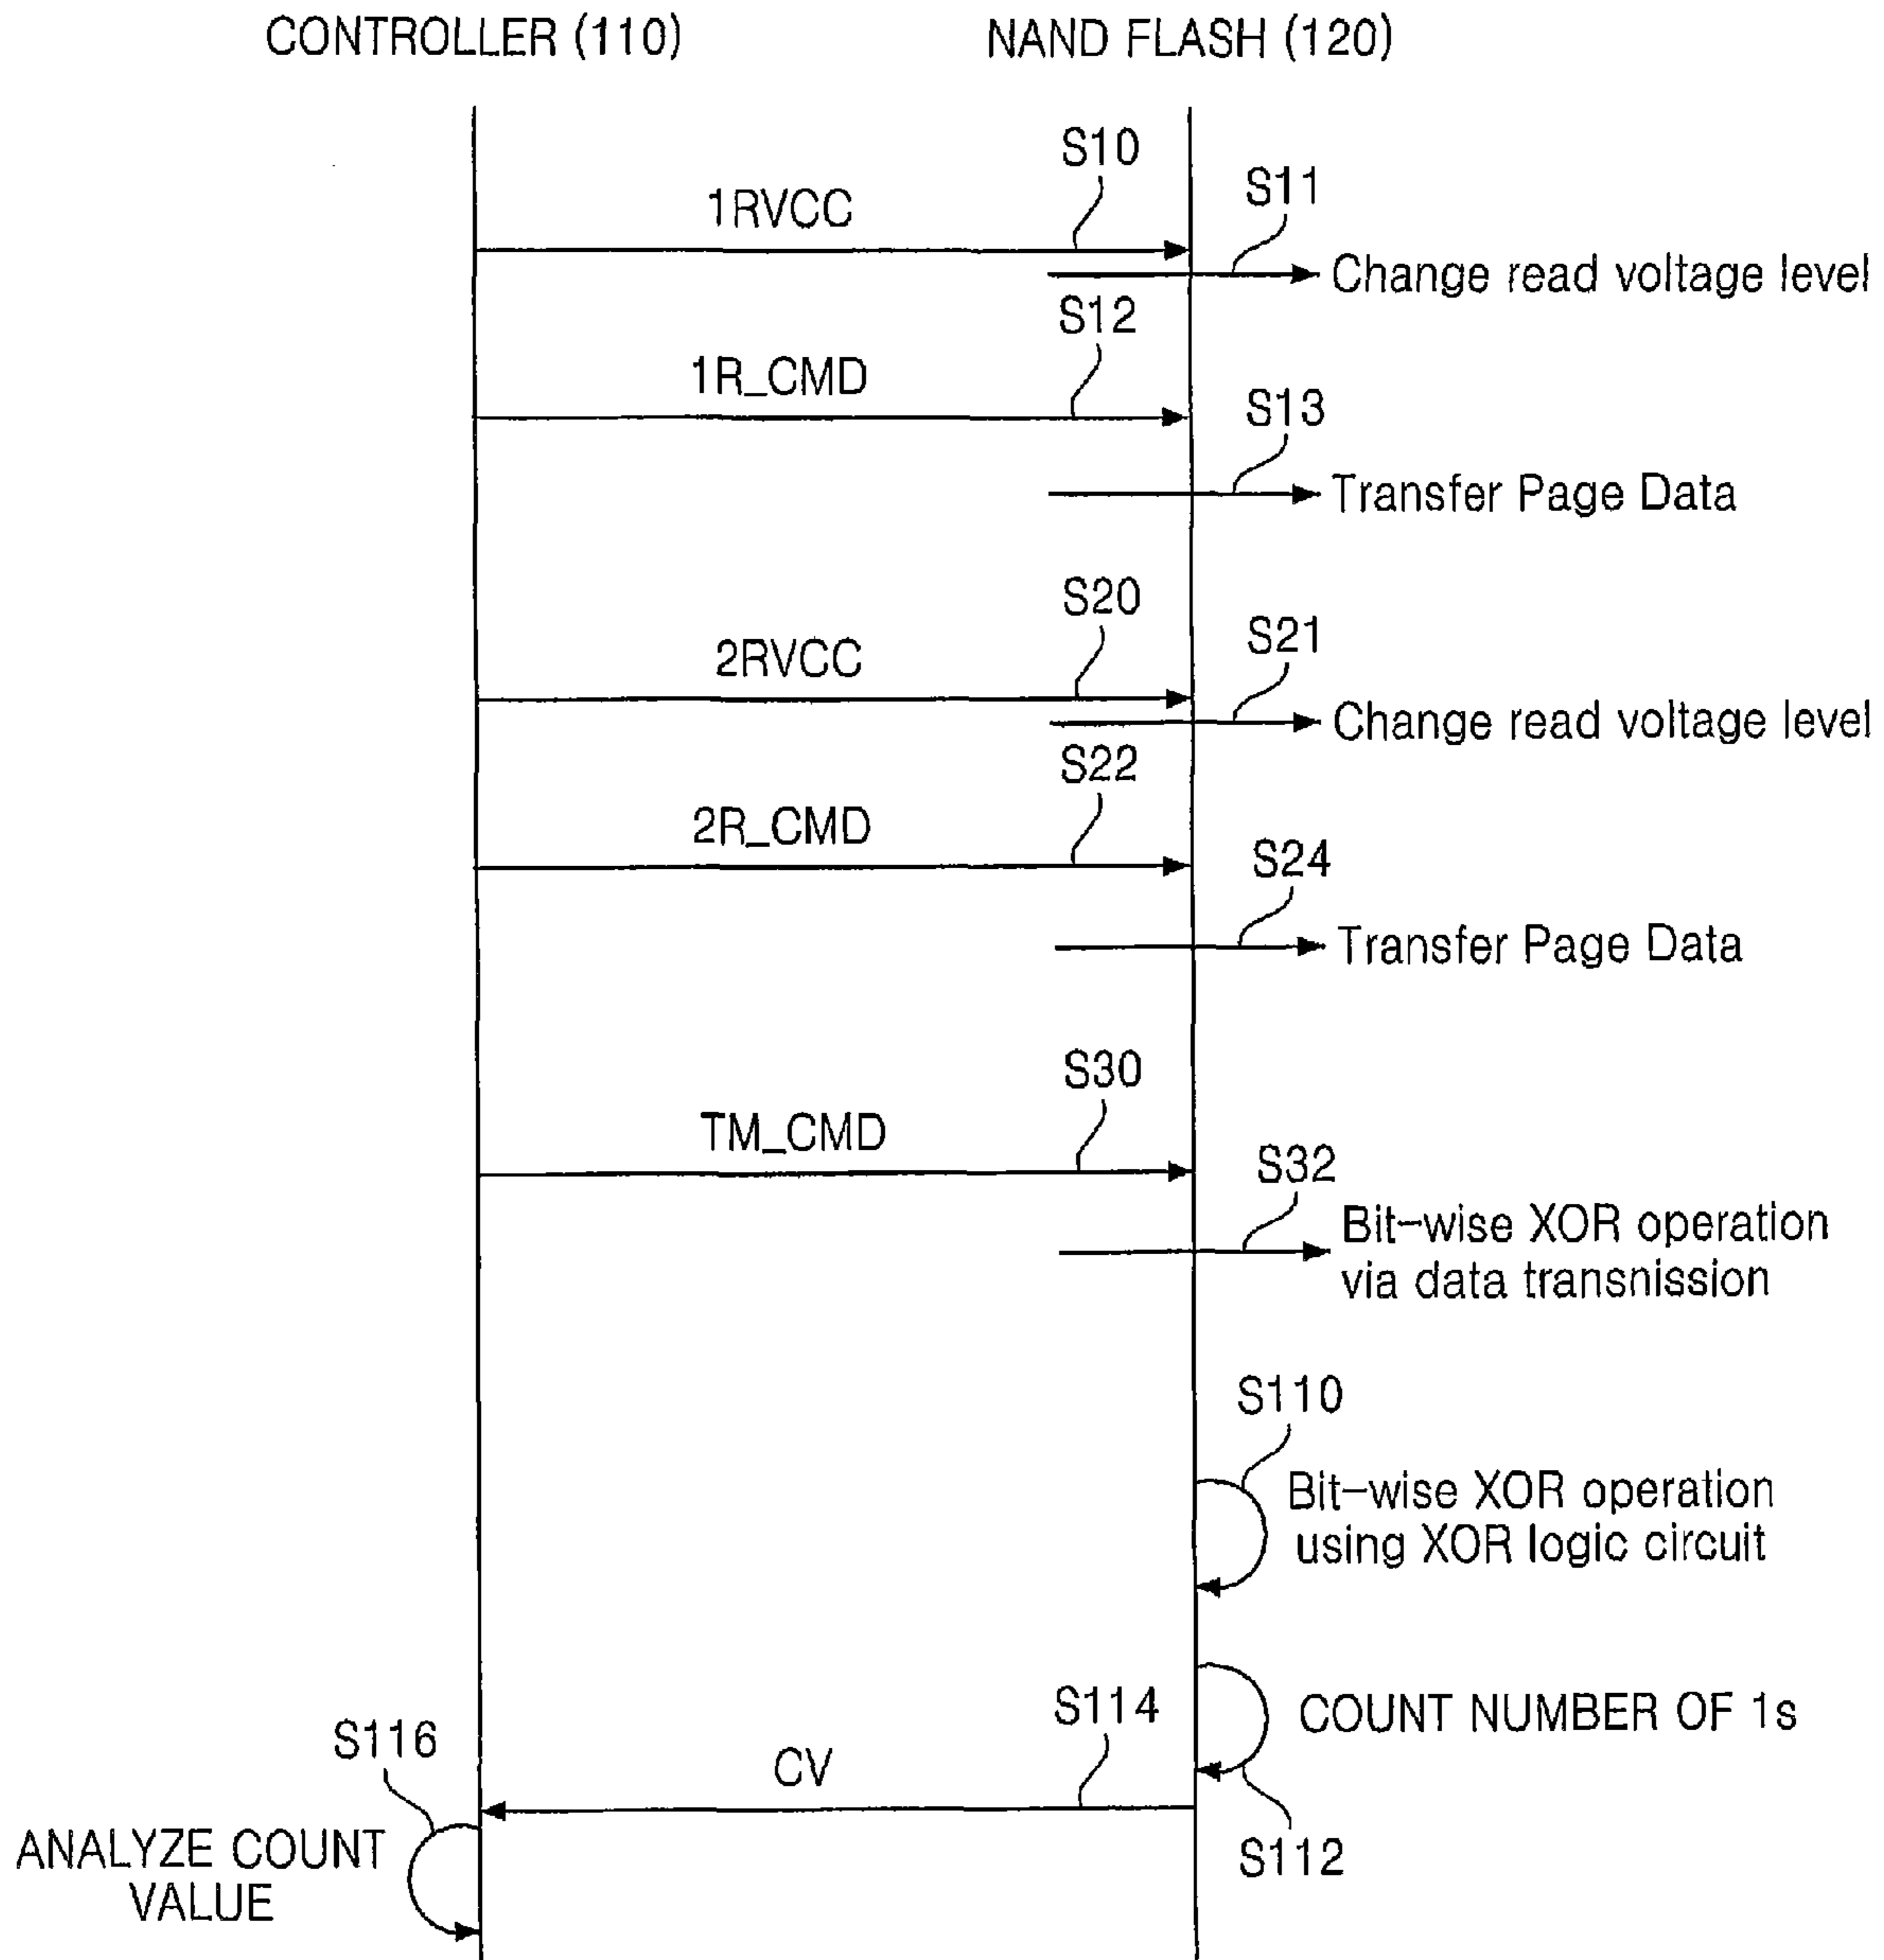 CONTROLLER (110)
NAND FLASH (120)
S10
1RVCC
S11
Change read voltage level
S12
1R_CMD
S13
Transfer Page Data
S20
2RVCC
S21
Change read voltage level
S22
2R_CMD
S24
Transfer Page Data
S30
TM_CMD
S32
Bit-wise XOR operation
via data transnission
S110
Bit-wise XOR operation
using XOR logic circuit
COUNT NUMBER OF 1s
S114
S116
CV
S112
ANALYZE COUNT
VALUE